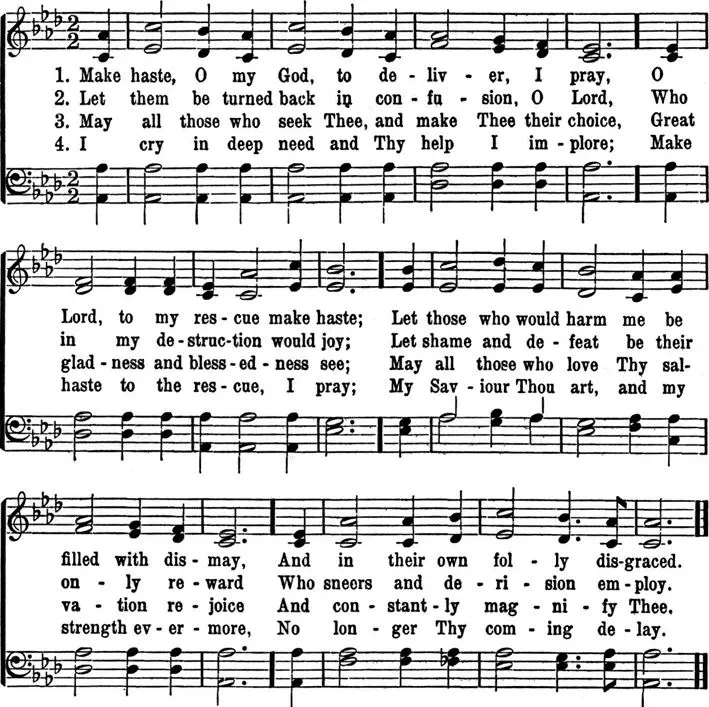 1. Make haste, O my God, to de - liv - er, I pray, O
2. Let them be turned back in con - fu - sion, O Lord, Who
3. May all those who seek Thee, and make Thee their choice, Great
4. I cry in deep need and Thy help I im - plore; Make
Lord, to my res - cue make haste; Let those who would harm me be
in my de - struc - tion would joy; Let shame and de - feat be their
glad - ness and bless - ed - ness see; May all those who love Thy sal-
haste to the res - cue, I pray; My Sav - iour Thou art, and my
filled with dis - may, And in their own fol - ly dis-graced.
on - ly re - ward Who sneers and de - ri - sion em - ploy.
va - tion re - joice And con - stant - ly mag - ni - fy Thee.
strength ev - er - more, No lon - ger Thy com - ing de - lay.